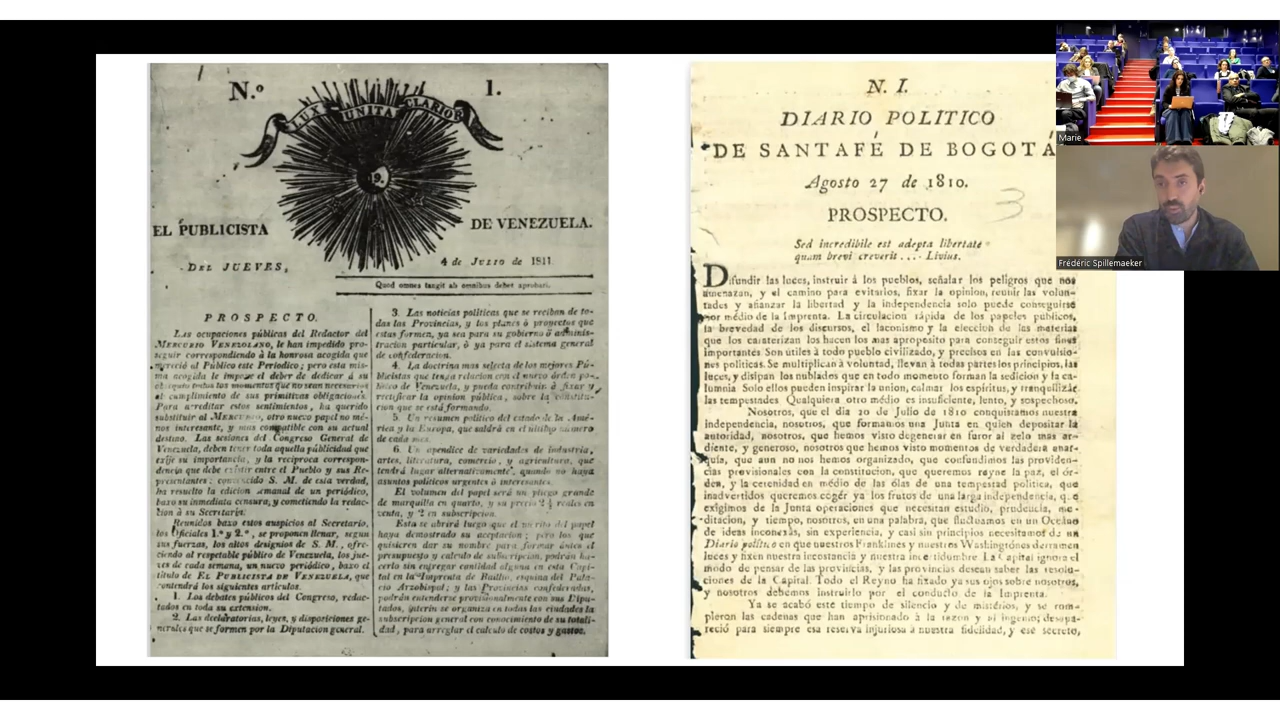 N.º 1.
LUX UNITA CLARIOR
19.
EL PUBLICISTA DE VENEZUELA.
DEL JUEVES, 4 de JULIO de 1811
Quod omnes tangit ab omnibus debet aprobari.
PROSPECTO.
Las ocupaciones públicas del Redactor del
MERCURIO VENEZOLANO, le han impedido pro-
seguir correspondiendo à la honrosa acogida que
mereció al Público este Periodico; pero esta mis-
ma acogida le impone el deber de dedicar á su
obsequio todos los momentos que no sean necesarios
al cumplimiento de sus primitivas obligaciones.
Para acreditar estos sentimientos, ha querido
substituir al MERCURIO, otro nuevo papel no mé-
nos interesante, y mas compatible con su actual
destino. Las sesiones del Congreso General de
Venezuela, deben tener toda aquella publicidad que
exije su importancia, y la recíproca correspon-
dencia que debe existir entre el Pueblo y sus Re-
presentantes: convencido S. M. de esta verdad,
ha resuelto la edicion semanal de un periódico,
baxo su inmediata censura, y cometiendo la redac-
cion à su Secretaría.
Reunidos baxo estos auspicios al Secretario,
los Oficiales 1.º y 2.º, se proponen llenar, segun
sus fuerzas, los altos designios de S. M., ofre-
ciendo al respetable público de Venezuela, los jue-
ves de cada semana, un nuevo periódico, baxo el
título de EL PUBLICISTA DE VENEZUELA, que
contendrá los siguientes artículos.
1. Los debates públicos del Congreso, redac-
tados en toda su extension.
2. Las declaratorias, leyes, y disposiciones ge-
nerales que se formen por la Diputacion general.
3. Las noticias políticas que se reciban de to-
das las Provincias, y los planes ó proyectos que
estas formen, ya sea para su gobierno ó adminis-
tracion particular, ò ya para el sistema general
de confederacion.
4. La doctrina mas selecta de los mejores Pú-
blicistas que tenga relacion con el nuevo órden po-
lítico de Venezuela, y pueda contribuir à fixar y
rectificar la opinion pública, sobre la constitu-
cion que se está formando.
5. Un resumen político del estado de la Amé-
rica y la Europa, que saldrá en el último número
de cada mes.
6. Un apendice de variedades de industria,
artes, literatura, comercio, y agricultura, que
tendrá lugar alternativamente, quando no haya
asuntos políticos urgentes ò interesantes.
El volumen del papel será un pliego grande
de marquilla en quarto, y su precio 2½ reales en
venta, y 2 en subscripcion.
Esta se abrirá luego que el mérito del papel
haya demostrado su aceptacion; pero los que
quisieren dar su nombre para formar ántes el
presupuesto y calculo de subscripcion, podrán ha-
cerlo sin entregar cantidad alguna en esta Capi-
tal en la Imprenta de Baillio, esquina del Pala-
cio Arzobispal; y las Provincias confederadas,
podrán entenderse provisionalmente con sus Dipu-
tados, ínterin se organiza en todas las ciudades la
subscripcion general con conocimiento de su totali-
dad, para arreglar el calculo de costos y gastos.
N. I.
DIARIO POLITICO
DE SANTAFÉ DE BOGOTÁ
Agosto 27 de 1810.
3
PROSPECTO.
Sed incredibile est adepta libertate
quam brevi creverit . . . . Livius.
Difundir las luces, instruir á los pueblos, señalar los peligros que nos
amenazan, y el camino para evitarlos, fixar la opinion, reunir las volun-
tades y afianzar la libertad y la independencia solo puede conseguirse
por médio de la Imprenta. La circulacion rápida de los papeles públicos,
la brevedad de los discursos, el laconismo y la eleccion de las materias
que los caraterizan los hacen los mas aproposito para conseguir estos fines
importantes. Son útiles à todo pueblo civilizado, y precisos en las convulsio-
nes politicas. Se multiplican à voluntad, llevan á todas partes los principios, las
luces, y disipan los nublados que en todo momento forman la sedicion y la ca-
lumnia Solo ellos pueden inspirar la union, calmar los espíritus, y tranquilizar
las tempestades Qualquiera otro médio es insuficiente, lento, y sospechoso.
Nosotros, que el dia 20 de Julio de 1810 conquistamos nuestra
independencia, nosotros, que formamos una Junta en quien depositar la
autoridad, nosotros, que hemos visto degenerar en furor al zelo mas ar-
diente, y generoso, nosotros que hemos visto momentos de verdadera anar-
quía, que aun no nos hemos organizado, que confundimos las providen-
cias provisionales con la constitucion, que queremos reyne la paz, el ór-
den, y la cerenidad en médio de las ólas de una tempestad politica, que
inadvertidos queremos coger ya los frutos de una larga independencia, que
exîgimos de la Junta operaciones que necesitan estudio, prudencia, me-
ditacion, y tiempo, nosotros, en una palabra, que fluctuamos en un Océano
de ideas inconexâs, sin experiencia, y casi sin principios necesitamos de un
Diario politico en que nuestros Franklines y nuestros Washingtónes derramen
luces y fixen nuestra incostancia y nuestra incertidumbre. La Capital ignora el
módo de pensar de las provincias, y las provincias desean saber las resolu-
ciones de la Capital. Todo el Reyno ha fixado ya sus ojos sobre nosotros,
y nosotros debemos instruirlo por el conducto de la Imprenta.
Ya se acabó este tiempo de silencio y de misterios, y se rom-
pieron las cadenas que han aprisionado à la razon y al ingenio; desapa-
reció para siempre esa reserva injuriosa à nuestra fidelidad, y ese secreto,
Marie
Frédéric Spillemaeker